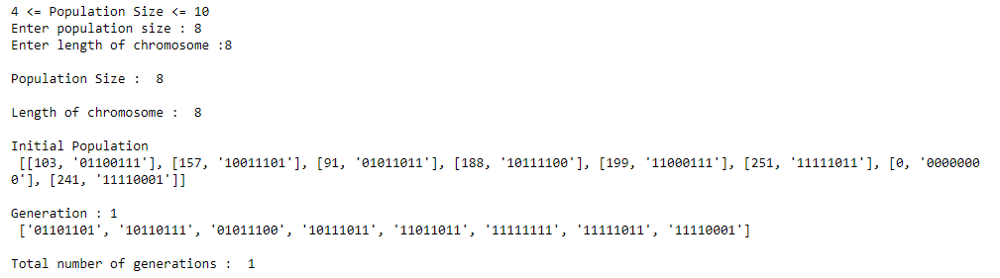 4 <= Population Size <= 10
Enter population size : 8
Enter length of chromosome :8
Population Size :  8
Length of chromosome :  8
Initial Population
[[103, '01100111'], [157, '10011101'], [91, '01011011'], [188, '10111100'], [199, '11000111'], [251, '11111011'], [0, '0000000
0'], [241, '11110001']]
Generation : 1
['01101101', '10110111', '01011100', '10111011', '11011011', '11111111', '11111011', '11110001']
Total number of generations :  1